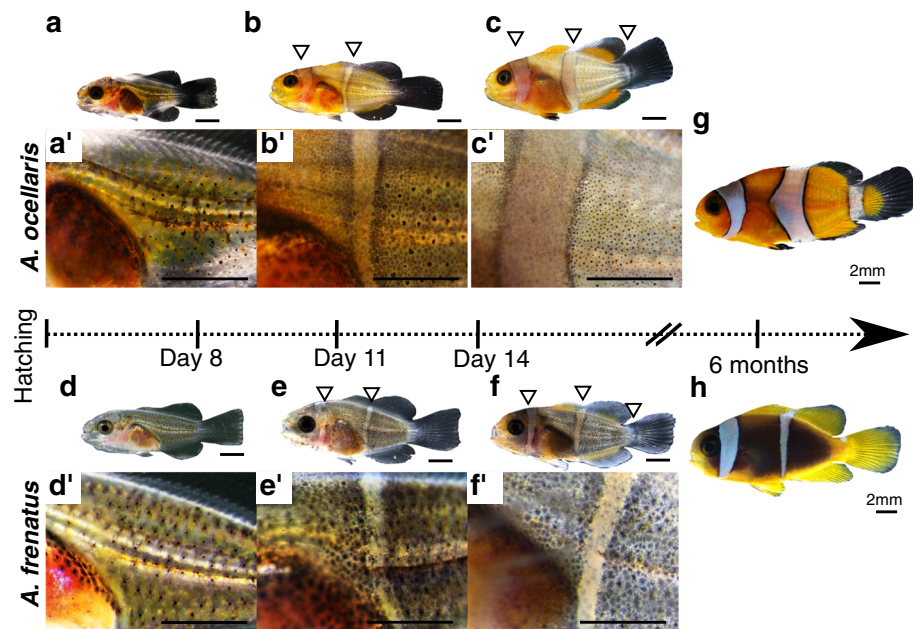 a
b
c
a'
b'
c'
A. ocellaris
g
2mm
Hatching
Day 8
Day 11
Day 14
6 months
d
e
f
h
d'
e'
f'
A. frenatus
2mm